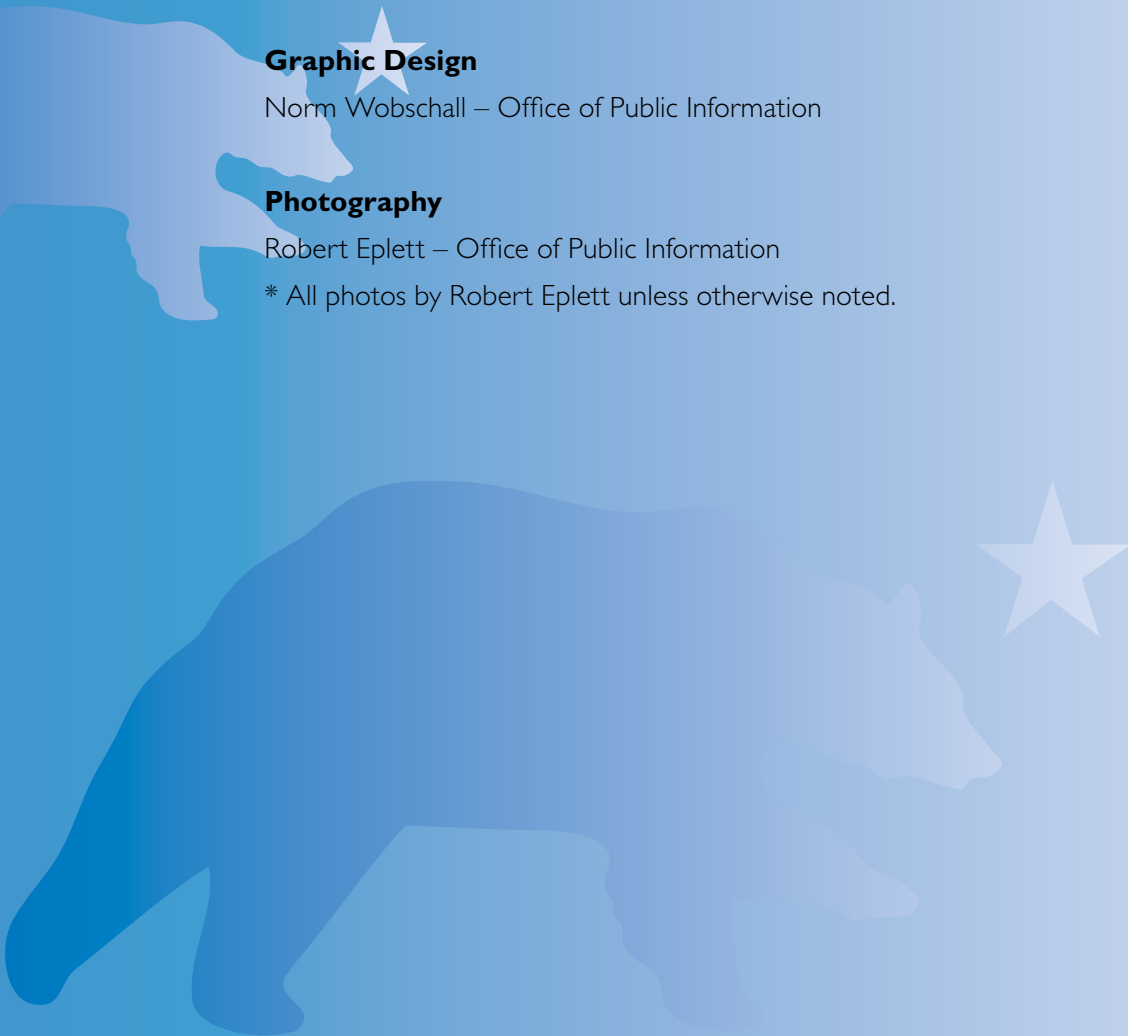 Graphic Design
Norm Wobschall – Office of Public Information
Photography
Robert Eplett – Office of Public Information
* All photos by Robert Eplett unless otherwise noted.